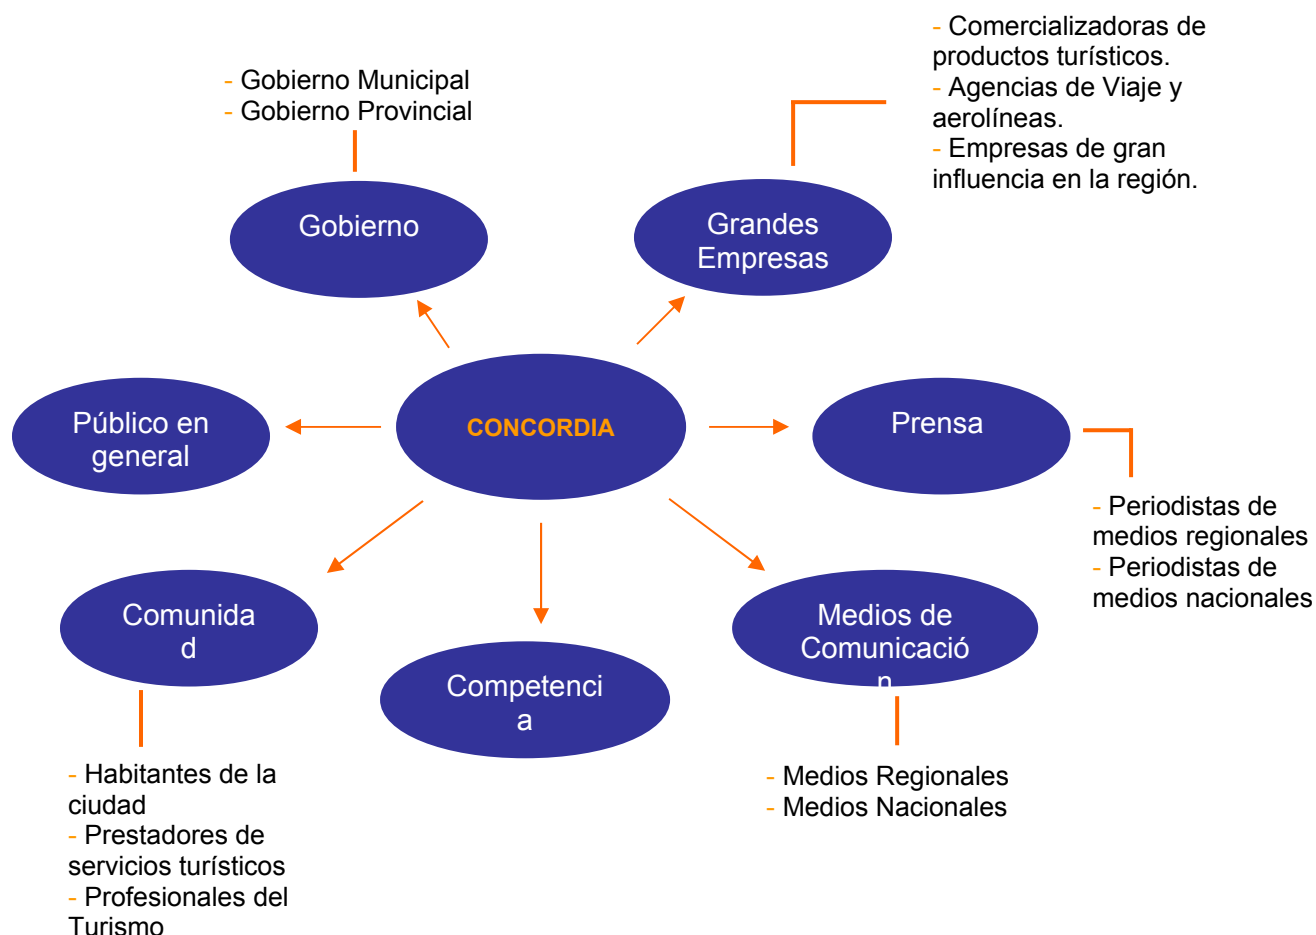 - Comercializadoras de
productos turísticos.
- Agencias de Viaje y
aerolíneas.
- Empresas de gran
influencia en la región.
- Gobierno Municipal
- Gobierno Provincial
Gobierno
Grandes
Empresas
Público en
general
CONCORDIA
Prensa
- Periodistas de
medios regionales
- Periodistas de
medios nacionales
Comunida
d
Competenci
a
Medios de
Comunicació
n
- Habitantes de la
ciudad
- Prestadores de
servicios turísticos
- Profesionales del
Turismo
- Medios Regionales
- Medios Nacionales